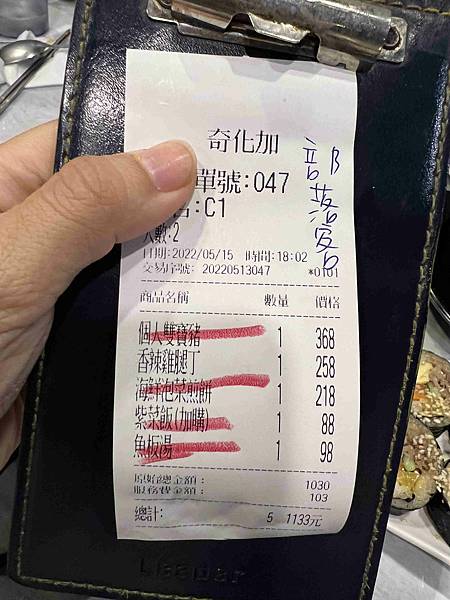 奇化加
部落客
單號:047
:C1
人數:2
日期:2022/05/15 時間:18:02
交易序號: 20220513047 *0101
商品名稱 數量 價格
個人雙寶豬 1 368
香辣雞腿丁 1 258
海鮮泡菜煎餅 1 218
紫菜飯(加購) 1 88
魚板湯 1 98
原始總金額: 1030
服務費金額: 103
總計: 5 1133元